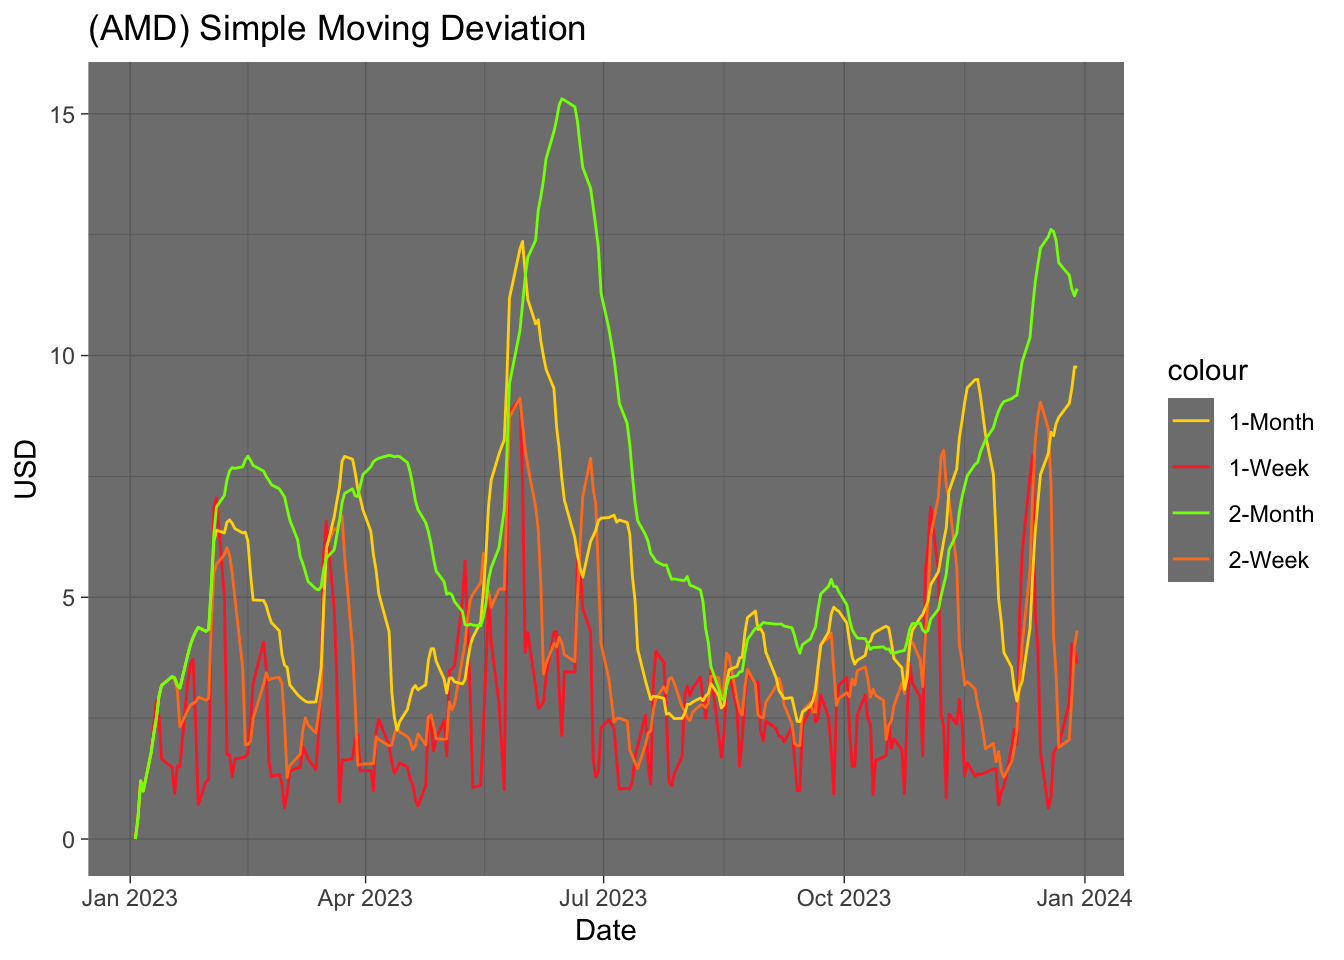 (AMD) Simple Moving Deviation
15
10
5
0
USD
Jan 2023
Apr 2023
Jul 2023
Oct 2023
Jan 2024
Date
colour
1-Month
1-Week
2-Month
2-Week